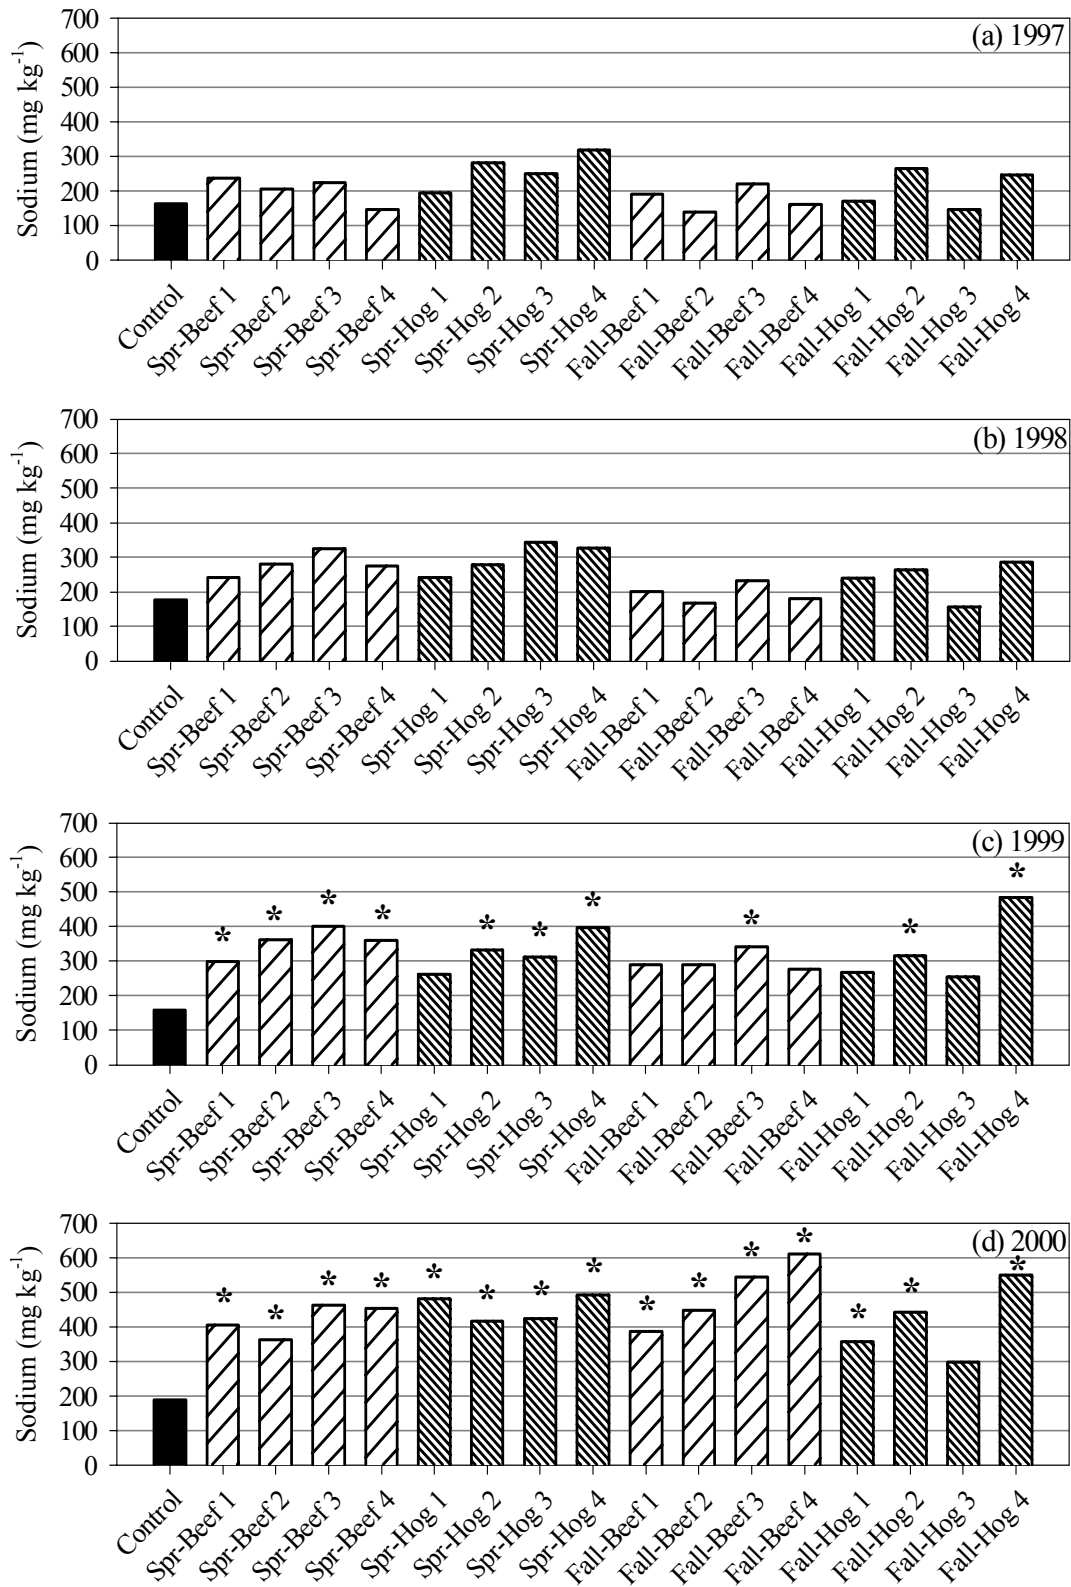 (a) 1997
Sodium (mg kg-1)
700
600
500
400
300
200
100
0
Control
Spr-Beef 1
Spr-Beef 2
Spr-Beef 3
Spr-Beef 4
Spr-Hog 1
Spr-Hog 2
Spr-Hog 3
Spr-Hog 4
Fall-Beef 1
Fall-Beef 2
Fall-Beef 3
Fall-Beef 4
Fall-Hog 1
Fall-Hog 2
Fall-Hog 3
Fall-Hog 4
(b) 1998
Sodium (mg kg-1)
700
600
500
400
300
200
100
0
Control
Spr-Beef 1
Spr-Beef 2
Spr-Beef 3
Spr-Beef 4
Spr-Hog 1
Spr-Hog 2
Spr-Hog 3
Spr-Hog 4
Fall-Beef 1
Fall-Beef 2
Fall-Beef 3
Fall-Beef 4
Fall-Hog 1
Fall-Hog 2
Fall-Hog 3
Fall-Hog 4
(c) 1999
Sodium (mg kg-1)
700
600
500
400
300
200
100
0
* * * * * * * * * *
Control
Spr-Beef 1
Spr-Beef 2
Spr-Beef 3
Spr-Beef 4
Spr-Hog 1
Spr-Hog 2
Spr-Hog 3
Spr-Hog 4
Fall-Beef 1
Fall-Beef 2
Fall-Beef 3
Fall-Beef 4
Fall-Hog 1
Fall-Hog 2
Fall-Hog 3
Fall-Hog 4
(d) 2000
Sodium (mg kg-1)
700
600
500
400
300
200
100
0
* * * * * * * * * * * * * * *
Control
Spr-Beef 1
Spr-Beef 2
Spr-Beef 3
Spr-Beef 4
Spr-Hog 1
Spr-Hog 2
Spr-Hog 3
Spr-Hog 4
Fall-Beef 1
Fall-Beef 2
Fall-Beef 3
Fall-Beef 4
Fall-Hog 1
Fall-Hog 2
Fall-Hog 3
Fall-Hog 4